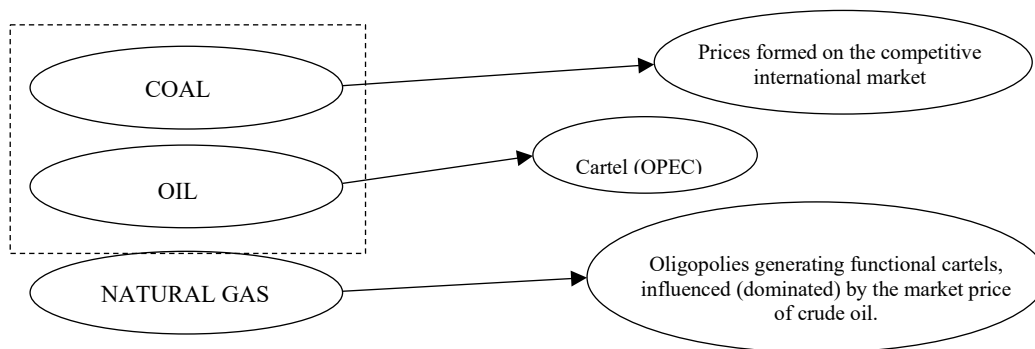 COAL
Prices formed on the competitive
international market
OIL
Cartel (OPEC)
NATURAL GAS
Oligopolies generating functional cartels,
influenced (dominated) by the market price
of crude oil.